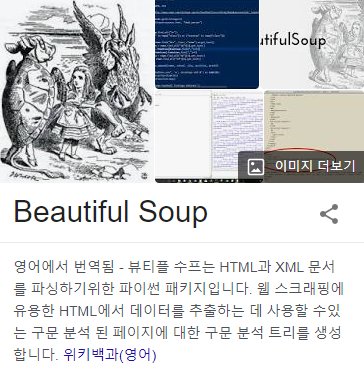 utifulSoup
이미지 더보기
Beautiful Soup
영어에서 번역됨 - 뷰티플 수프는 HTML과 XML 문서
를 파싱하기위한 파이썬 패키지입니다. 웹 스크래핑에
유용한 HTML에서 데이터를 추출하는 데 사용할 수있
는 구문 분석 된 페이지에 대한 구문 분석 트리를 생성
합니다. 위키백과(영어)